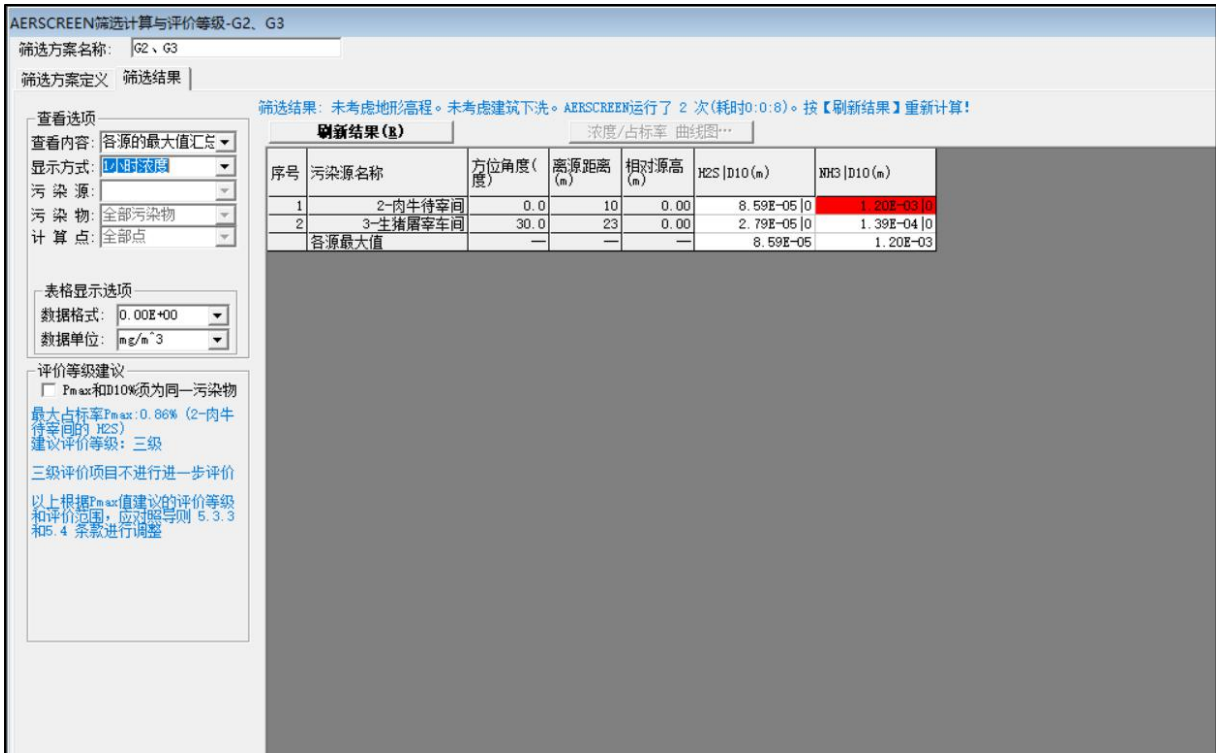 AERSCREEN筛选计算与评价等级-G2、G3
筛选方案名称: G2、G3
筛选方案定义 筛选结果
筛选结果: 未考虑地形高程。未考虑建筑下洗。AERSCREEN运行了 2 次(耗时0:0:8)。按【刷新结果】重新计算!
查看选项
查看内容: 各源的最大值汇总
显示方式: 1小时浓度
污 染 源:
污 染 物: 全部污染物
计 算 点: 全部点
表格显示选项
数据格式: 0.00E+00
数据单位: mg/m^3
评价等级建议
Pmax和D10%须为同一污染物
最大占标率Pmax:0.86% (2-肉牛
待宰间的 H2S)
建议评价等级: 三级
三级评价项目不进行进一步评价
以上根据Pmax值建议的评价等级
和评价范围,应对照导则 5.3.3
和5.4 条款进行调整
刷新结果(R) 浓度/占标率 曲线图…
序号 污染源名称 方位角度(度) 离源距离(m) 相对源高(m) H2S|D10(m) NH3|D10(m)
1 2-肉牛待宰间 0.0 10 0.00 8.59E-05|0 1.20E-03|0
2 3-生猪屠宰车间 30.0 23 0.00 2.79E-05|0 1.39E-04|0
各源最大值 — — — 8.59E-05 1.20E-03